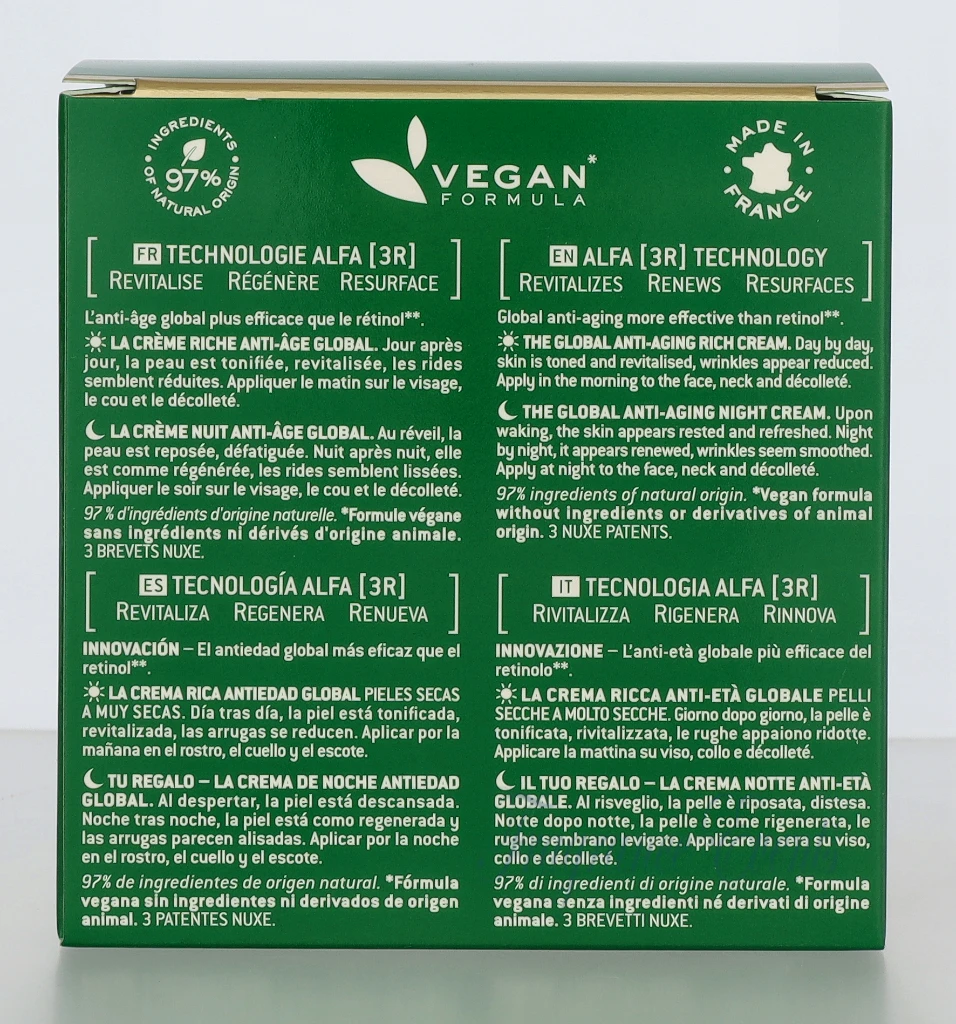 INGREDIENTS
97%
OF NATURAL ORIGIN
VEGAN*
FORMULA
MADE IN
FRANCE
FR TECHNOLOGIE ALFA [3R]
REVITALISE RÉGÉNÈRE RESURFACE
L'anti-âge global plus efficace que le rétinol**.
LA CRÈME RICHE ANTI-ÂGE GLOBAL. Jour après
jour, la peau est tonifiée, revitalisée, les rides
semblent réduites. Appliquer le matin sur le visage,
le cou et le décolleté.
LA CRÈME NUIT ANTI-ÂGE GLOBAL. Au réveil, la
peau est reposée, défatiguée. Nuit après nuit, elle
est comme régénérée, les rides semblent lissées.
Appliquer le soir sur le visage, le cou et le décolleté.
97 % d'ingrédients d'origine naturelle. *Formule végane
sans ingrédients ni dérivés d'origine animale.
3 BREVETS NUXE.
EN ALFA [3R] TECHNOLOGY
REVITALIZES RENEWS RESURFACES
Global anti-aging more effective than retinol**.
THE GLOBAL ANTI-AGING RICH CREAM. Day by day,
skin is toned and revitalised, wrinkles appear reduced.
Apply in the morning to the face, neck and décolleté.
THE GLOBAL ANTI-AGING NIGHT CREAM. Upon
waking, the skin appears rested and refreshed. Night
by night, it appears renewed, wrinkles seem smoothed.
Apply at night to the face, neck and décolleté.
97% ingredients of natural origin. *Vegan formula
without ingredients or derivatives of animal
origin. 3 NUXE PATENTS.
ES TECNOLOGÍA ALFA [3R]
REVITALIZA REGENERA RENUEVA
INNOVACIÓN – El antiedad global más eficaz que el
retinol**.
LA CREMA RICA ANTIEDAD GLOBAL PIELES SECAS
A MUY SECAS. Día tras día, la piel está tonificada,
revitalizada, las arrugas se reducen. Aplicar por la
mañana en el rostro, el cuello y el escote.
TU REGALO – LA CREMA DE NOCHE ANTIEDAD
GLOBAL. Al despertar, la piel está descansada.
Noche tras noche, la piel está como regenerada y
las arrugas parecen alisadas. Aplicar por la noche
en el rostro, el cuello y el escote.
97% de ingredientes de origen natural. *Fórmula
vegana sin ingredientes ni derivados de origen
animal. 3 PATENTES NUXE.
IT TECNOLOGIA ALFA [3R]
RIVITALIZZA RIGENERA RINNOVA
INNOVAZIONE – L'anti-età globale più efficace del
retinolo**.
LA CREMA RICCA ANTI-ETÀ GLOBALE PELLI
SECCHE A MOLTO SECCHE. Giorno dopo giorno, la pelle è
tonificata, rivitalizzata, le rughe appaiono ridotte.
Applicare la mattina su viso, collo e décolleté.
IL TUO REGALO – LA CREMA NOTTE ANTI-ETÀ
GLOBALE. Al risveglio, la pelle è riposata, distesa.
Notte dopo notte, la pelle è come rigenerata, le
rughe sembrano levigate. Applicare la sera su viso,
collo e décolleté.
97% di ingredienti di origine naturale. *Formula
vegana senza ingredienti né derivati di origine
animale. 3 BREVETTI NUXE.